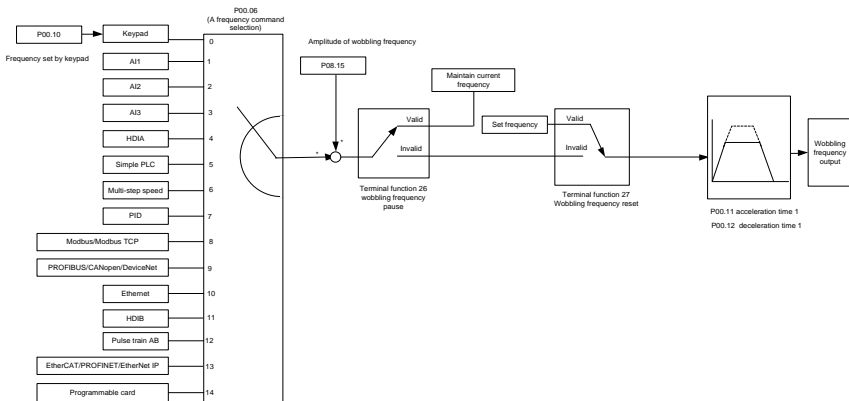 P00.06
(A frequency command
selection)
P00.10
Keypad
0
Frequency set by keypad
AI1
1
AI2
2
AI3
3
HDIA
4
Simple PLC
5
Multi-step speed
6
PID
7
Modbus/Modbus TCP
8
PROFIBUS/CANopen/DeviceNet
9
Ethernet
10
HDIB
11
Pulse train AB
12
EtherCAT/PROFINET/EtherNet IP
13
Programmable card
14
Amplitude of wobbling frequency
P08.15
+
*
Maintain current
frequency
Valid
Invalid
Terminal function 26
wobbling frequency
pause
Set frequency
Valid
Invalid
Terminal function 27
Wobbling frequency reset
P00.11 acceleration time 1
P00.12 deceleration time 1
Wobbling
frequency
output